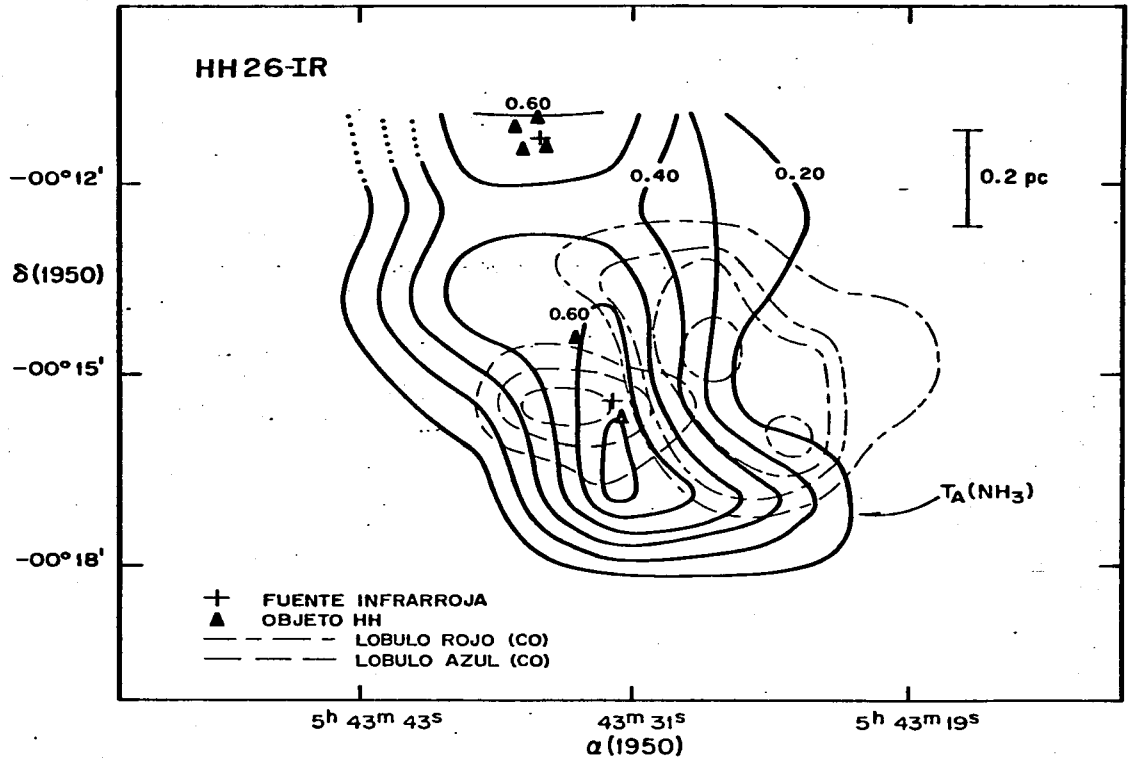 HH26-IR
0.60
-00°12'
0.40
0.20
0.2 pc
δ(1950)
0.60
-00°15'
T_A(NH₃)
-00°18'
+ FUENTE INFRARROJA
▲ OBJETO HH
LOBULO ROJO (CO)
LOBULO AZUL (CO)
5ʰ 43ᵐ 43ˢ
43ᵐ 31ˢ
5ʰ 43ᵐ 19ˢ
α(1950)